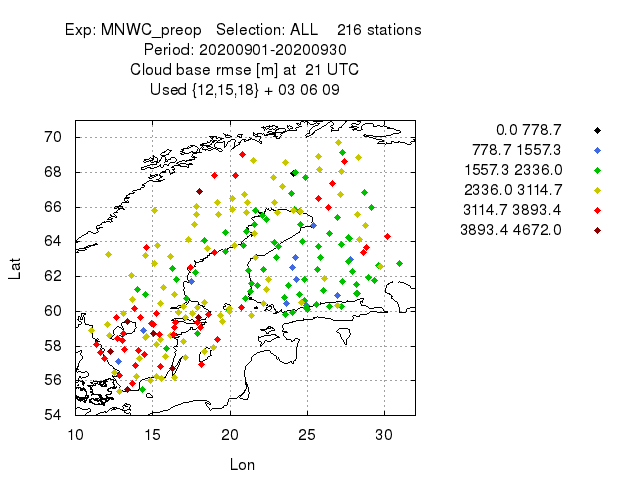 Exp: MNWC_preop   Selection: ALL    216 stations
Period: 20200901-20200930
Cloud base rmse [m] at  21 UTC
Used {12,15,18} + 03 06 09
0.0 778.7
778.7 1557.3
1557.3 2336.0
2336.0 3114.7
3114.7 3893.4
3893.4 4672.0
70
68
66
64
62
60
58
56
54
10 15 20 25 30
Lat
Lon